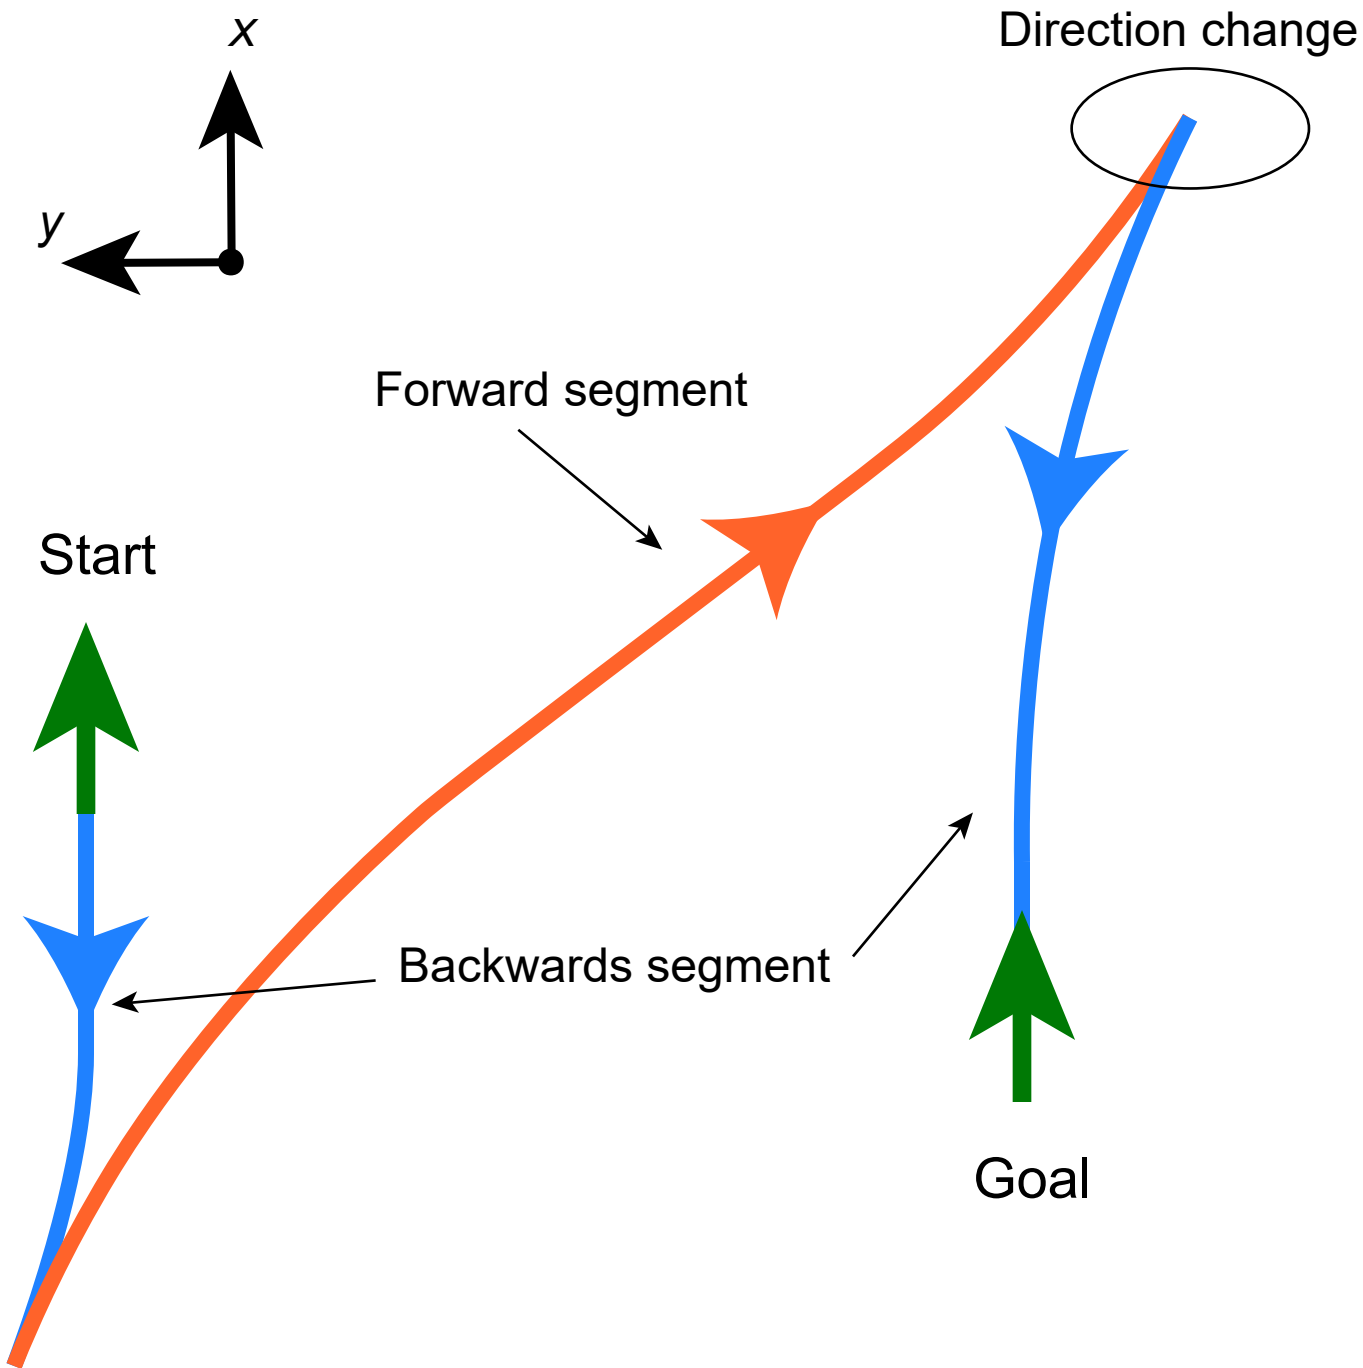 x
Direction change
y
Forward segment
Start
Backwards segment
Goal